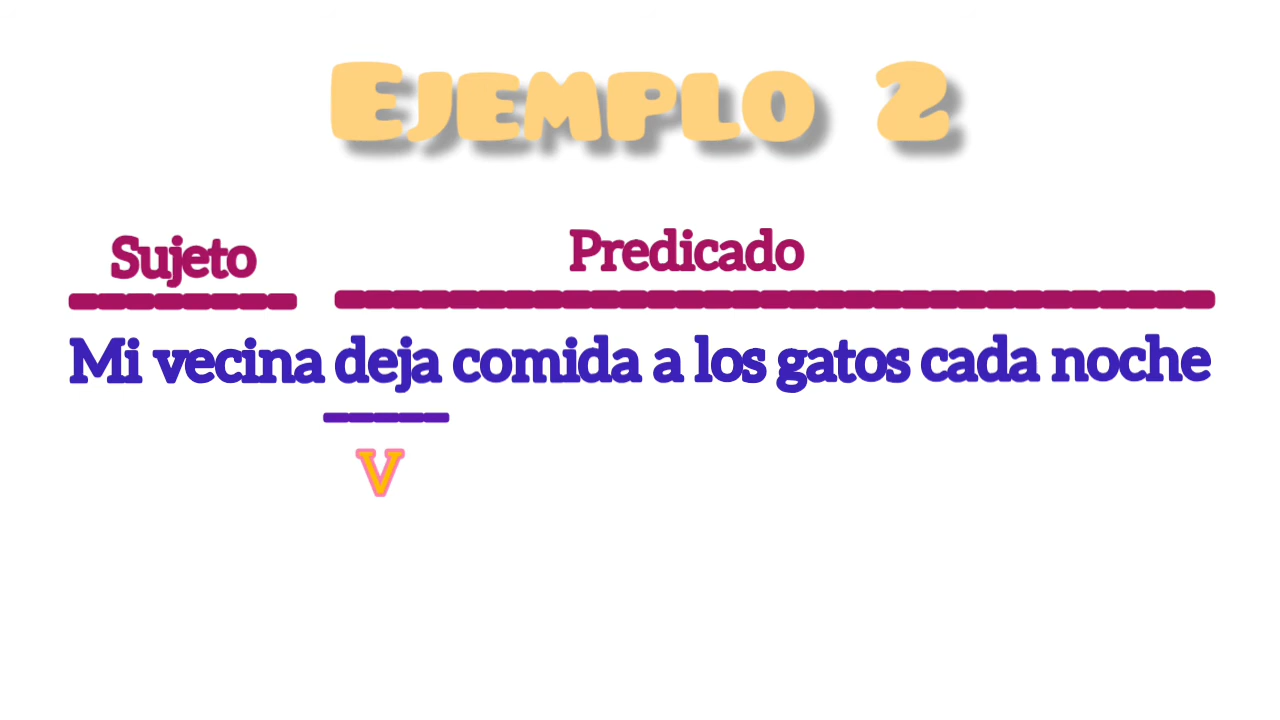 Ejemplo 2
Sujeto Predicado
Mi vecina deja comida a los gatos cada noche
V